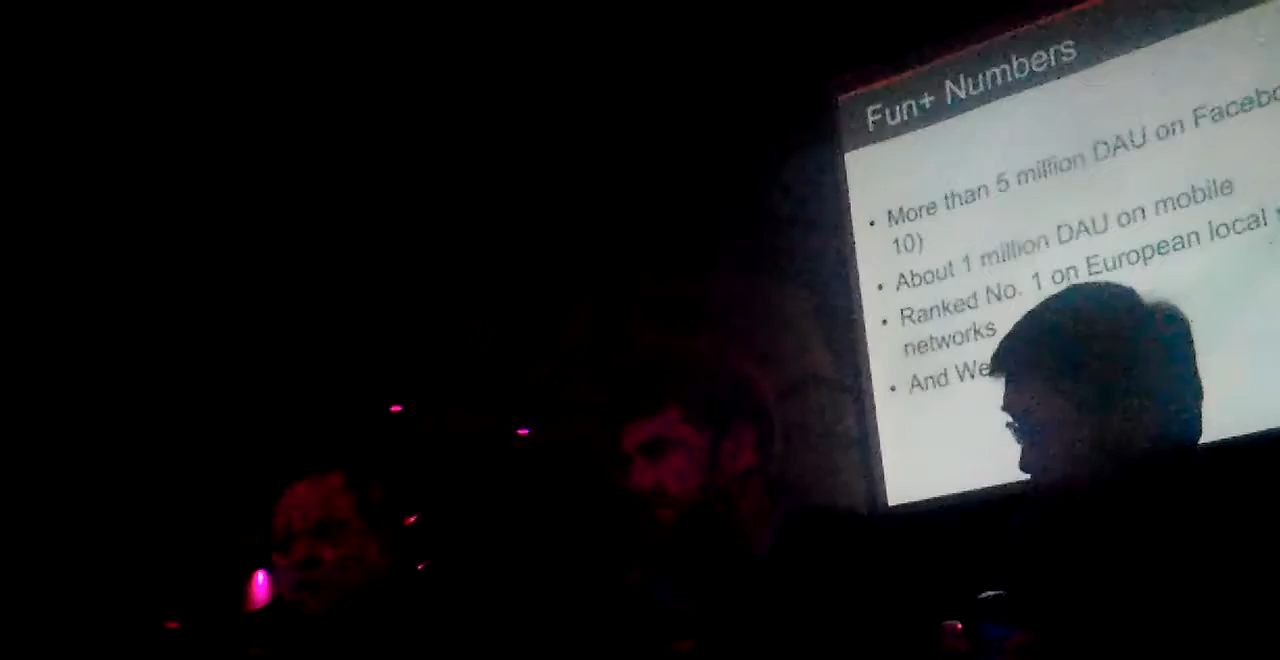 Fun+ Numbers
• More than 5 million DAU on Facebo
10)
• About 1 million DAU on mobile
• Ranked No. 1 on European local
networks
• And We